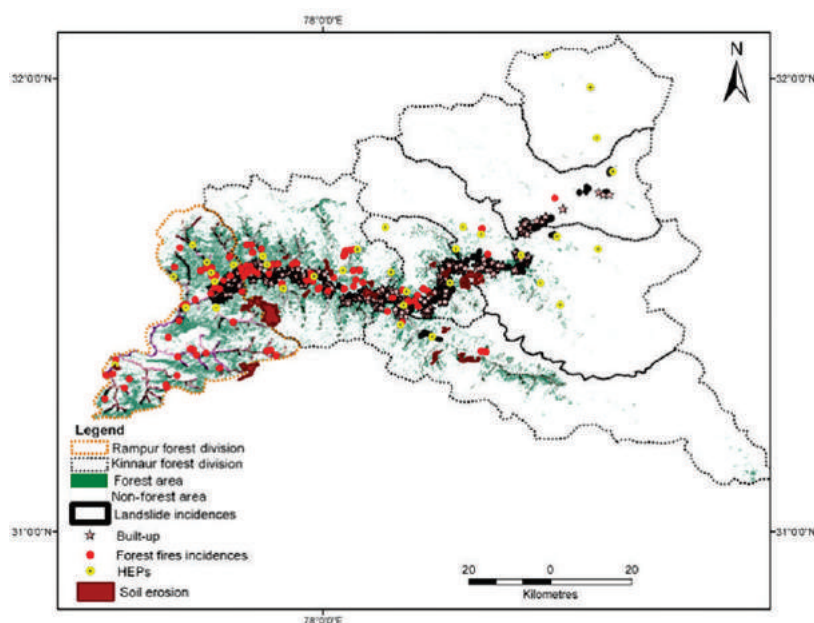 78°0'0"E
32°0'0"N
32°0'0"N
N
Legend
Rampur forest division
Kinnaur forest division
Forest area
Non-forest area
Landslide incidences
Built-up
Forest fires incidences
HEPs
Soil erosion
31°0'0"N
31°0'0"N
20 0 20
Kilometres
78°0'0"E